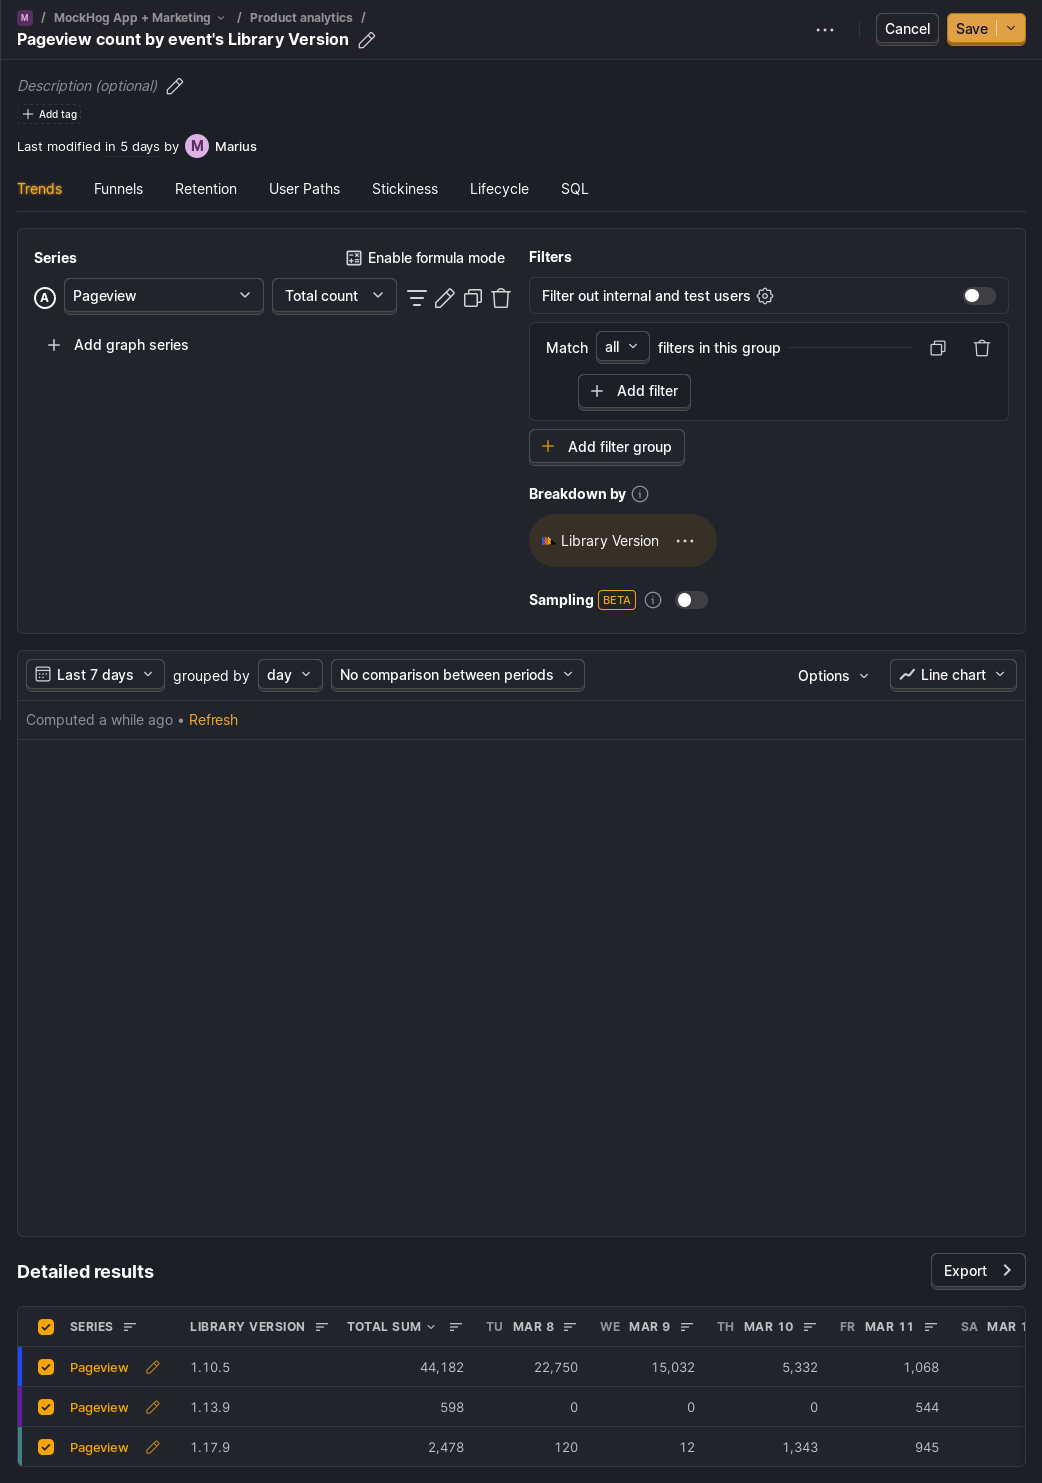 M / MockHog App + Marketing / Product analytics /
Pageview count by event's Library Version
Cancel
Save
Description (optional)
Add tag
Last modified in 5 days by M Marius
Trends Funnels Retention User Paths Stickiness Lifecycle SQL
Series
Enable formula mode
A Pageview Total count
Add graph series
Filters
Filter out internal and test users
Match all filters in this group
Add filter
Add filter group
Breakdown by
Library Version
Sampling BETA
Last 7 days grouped by day No comparison between periods Options Line chart
Computed a while ago • Refresh
Detailed results
Export
SERIES LIBRARY VERSION TOTAL SUM TU MAR 8 WE MAR 9 TH MAR 10 FR MAR 11 SA MAR 1
Pageview 1.10.5 44,182 22,750 15,032 5,332 1,068
Pageview 1.13.9 598 0 0 0 544
Pageview 1.17.9 2,478 120 12 1,343 945